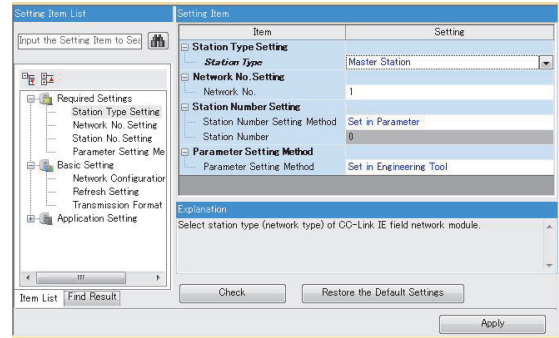 Setting Item List
Input the Setting Item to Sea
Required Settings
Station Type Setting
Network No. Setting
Station No. Setting
Parameter Setting Me
Basic Setting
Network Configuration
Refresh Setting
Transmission Format
Application Setting
Item List
Find Result
Setting Item
Item Setting
Station Type Setting
Station Type Master Station
Network No. Setting
Network No. 1
Station Number Setting
Station Number Setting Method Set in Parameter
Station Number 0
Parameter Setting Method
Parameter Setting Method Set in Engineering Tool
Explanation
Select station type (network type) of CC-Link IE field network module.
Check
Restore the Default Settings
Apply